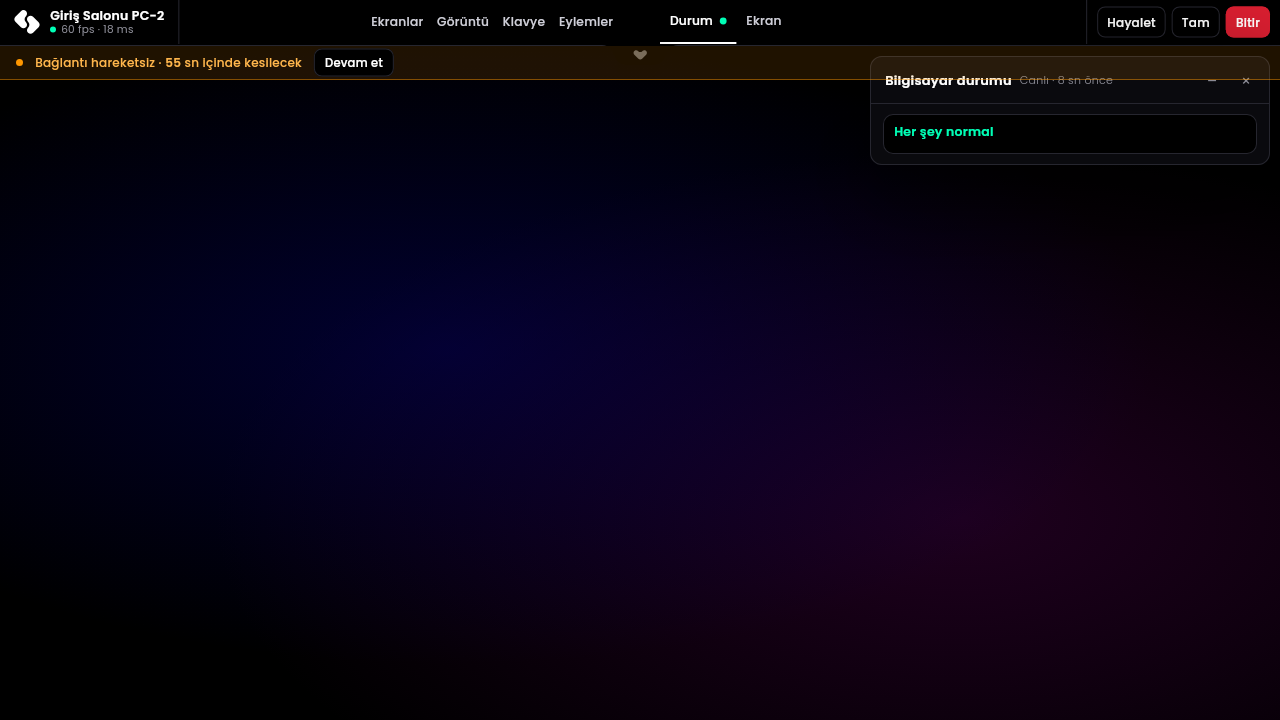 Giriş Salonu PC-2
60 fps · 18 ms
Ekranlar Görüntü Klavye Eylemler Durum Ekran
Hayalet Tam Bitir
Bağlantı hareketsiz · 55 sn içinde kesilecek Devam et
Bilgisayar durumu Canlı · 8 sn önce
Her şey normal